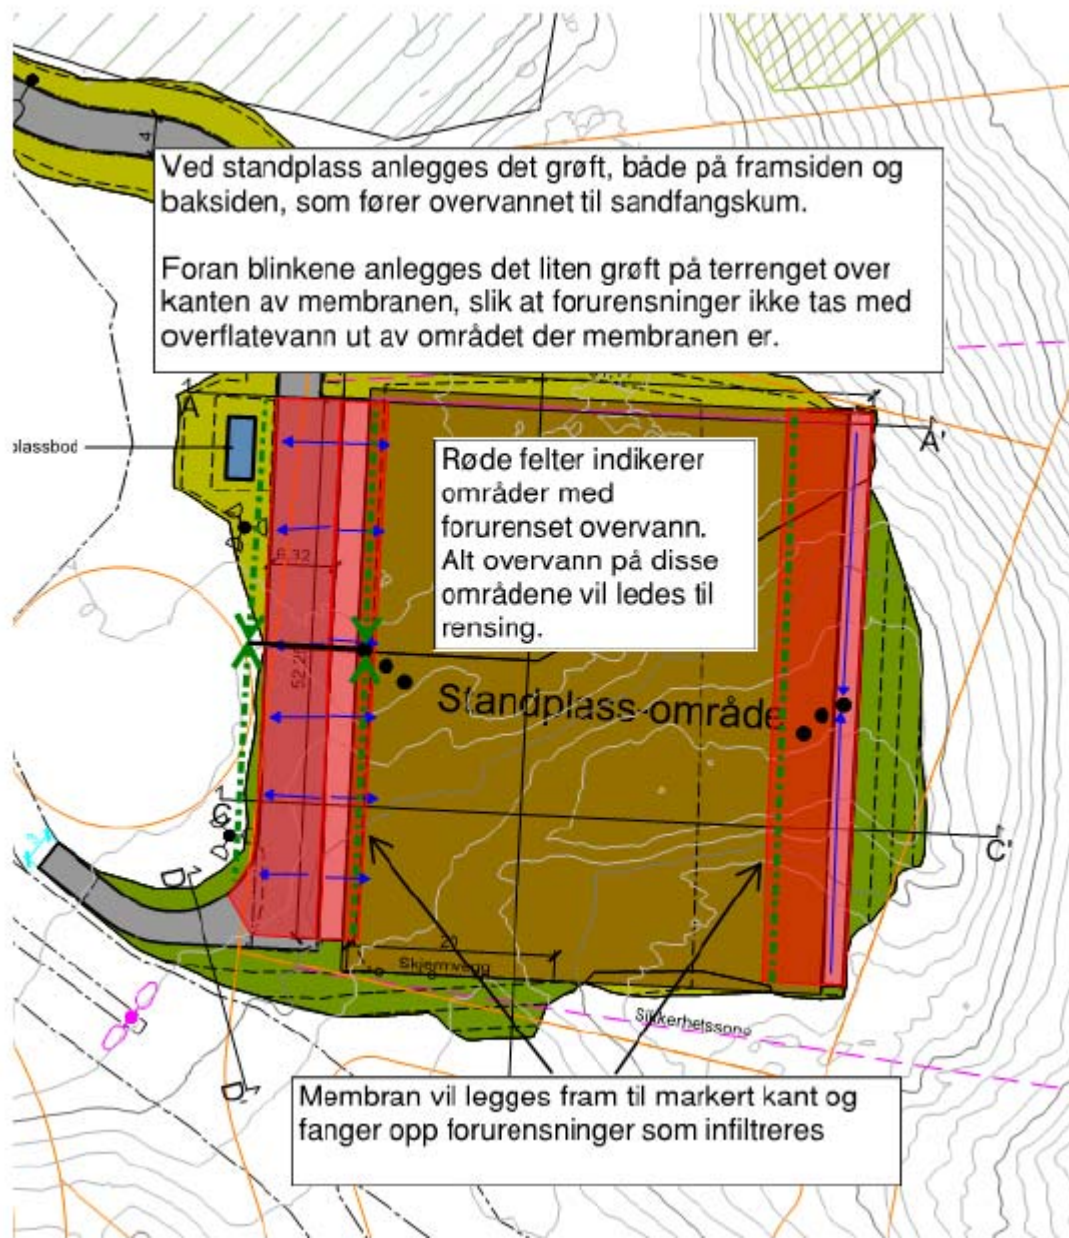 4
Ved standplass anlegges det grøft, både på framsiden og
baksiden, som fører overvannet til sandfangskum.
Foran blinkene anlegges det liten grøft på terrenget over
kanten av membranen, slik at forurensninger ikke tas med
overflatevann ut av området der membranen er.
A
A'
plassbod
Røde felter indikerer
områder med
forurenset overvann.
Alt overvann på disse
områdene vil ledes til
rensing.
6.32
Standplass-område
C'
D
20
Skjermvegg
10
Sikkerhetssone
D'
Membran vil legges fram til markert kant og
fanger opp forurensninger som infiltreres